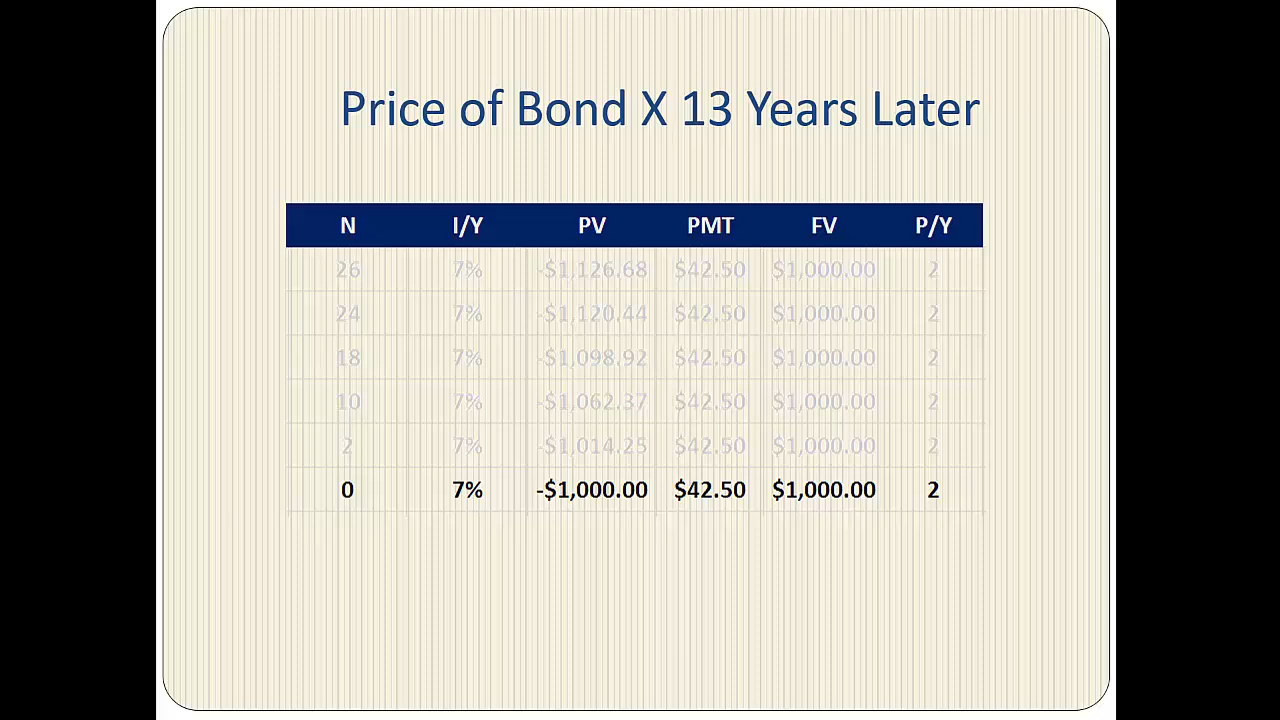 Price of Bond X 13 Years Later
N I/Y PV PMT FV P/Y
26 7% -$1,126.68 $42.50 $1,000.00 2
24 7% -$1,120.44 $42.50 $1,000.00 2
18 7% -$1,098.92 $42.50 $1,000.00 2
10 7% -$1,062.37 $42.50 $1,000.00 2
2 7% -$1,014.25 $42.50 $1,000.00 2
0 7% -$1,000.00 $42.50 $1,000.00 2